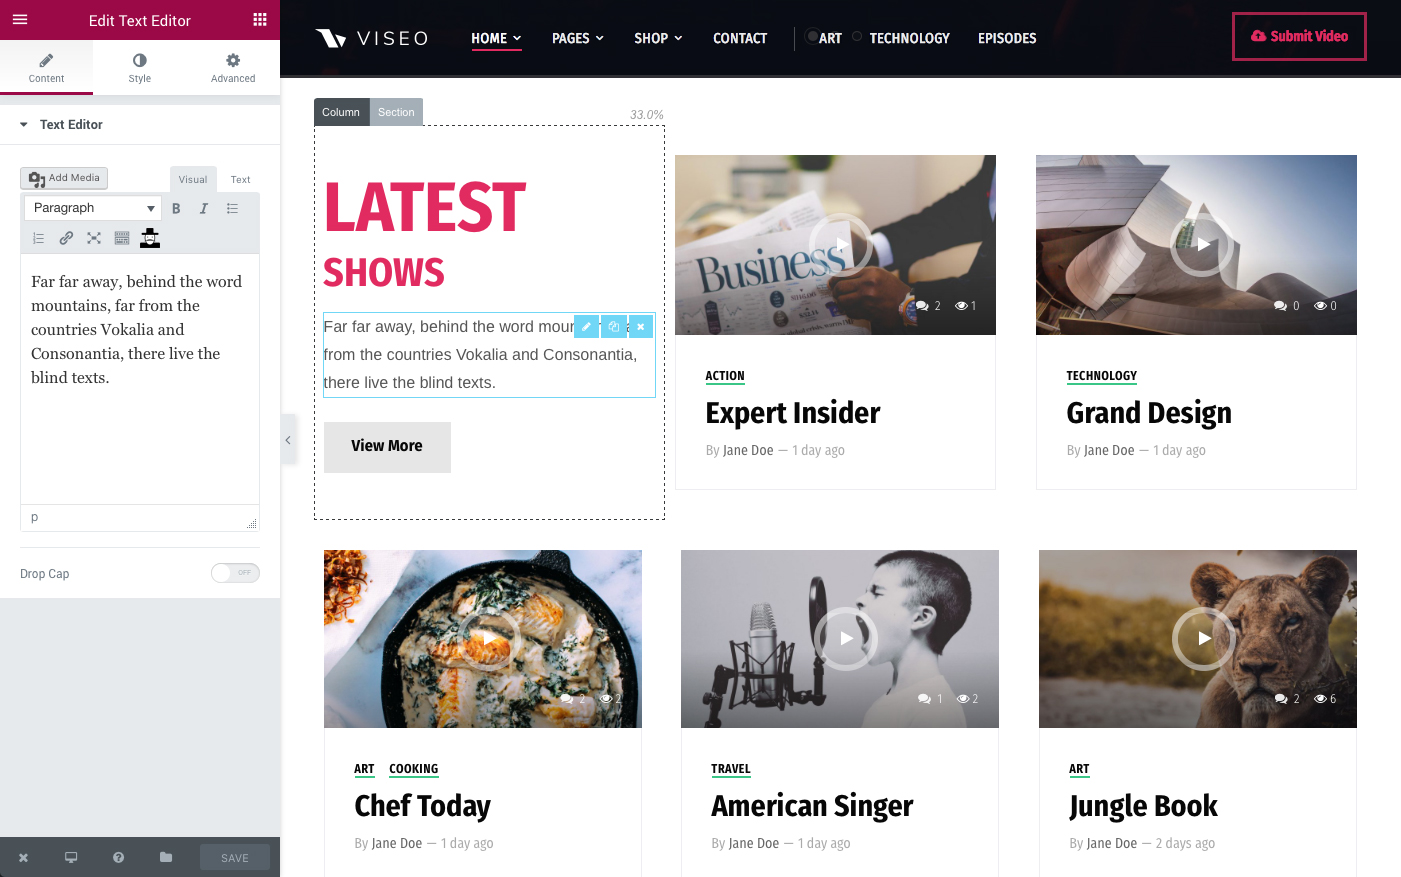 Edit Text Editor
Content
Style
Advanced
Text Editor
Add Media
Visual
Text
Paragraph
B
I
Far far away, behind the word
mountains, far from the
countries Vokalia and
Consonantia, there live the
blind texts.
p
Drop Cap
OFF
SAVE
VISEO
HOME
PAGES
SHOP
CONTACT
ART
TECHNOLOGY
EPISODES
Submit Video
Column
Section
33.0%
LATEST
SHOWS
Far far away, behind the word
from the countries Vokalia and Consonantia,
there live the blind texts.
View More
Business
2
1
ACTION
Expert Insider
By Jane Doe — 1 day ago
0
0
TECHNOLOGY
Grand Design
By Jane Doe — 1 day ago
2
2
ART
COOKING
Chef Today
By Jane Doe — 1 day ago
1
2
TRAVEL
American Singer
By Jane Doe — 1 day ago
2
6
ART
Jungle Book
By Jane Doe — 2 days ago